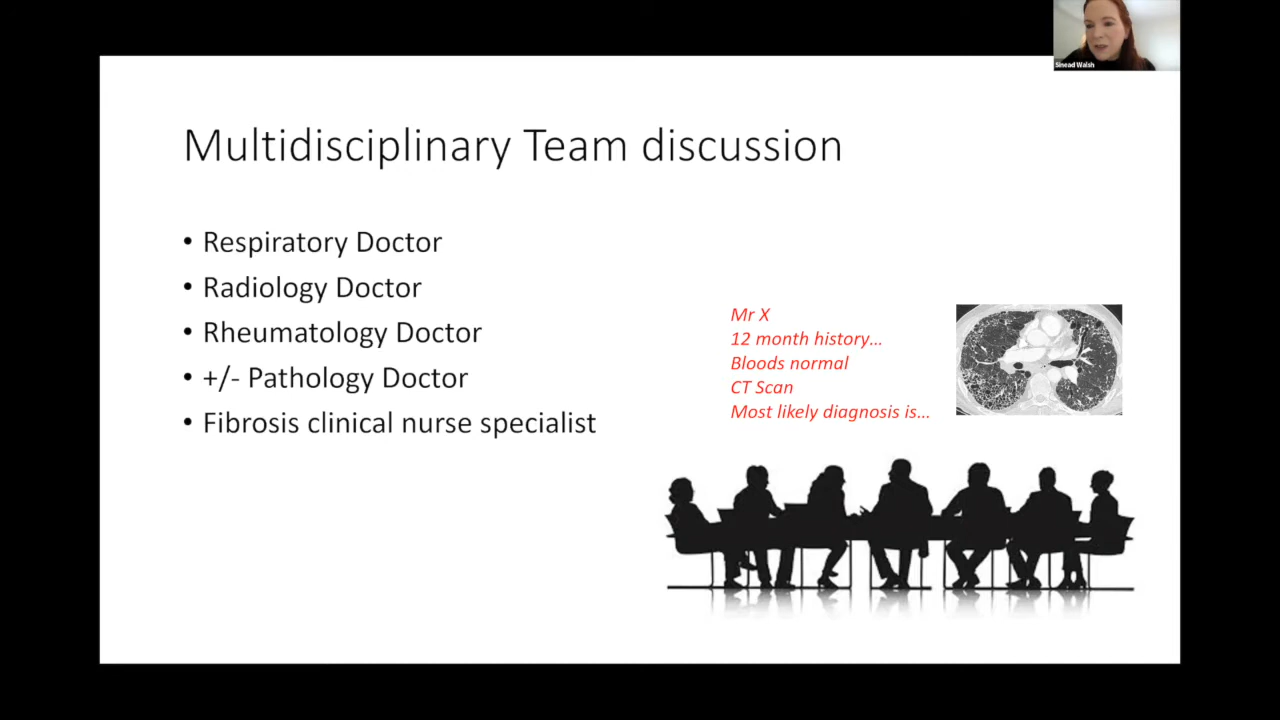 Sinead Walsh
Multidisciplinary Team discussion
• Respiratory Doctor
• Radiology Doctor
• Rheumatology Doctor
• +/- Pathology Doctor
• Fibrosis clinical nurse specialist
Mr X
12 month history...
Bloods normal
CT Scan
Most likely diagnosis is...